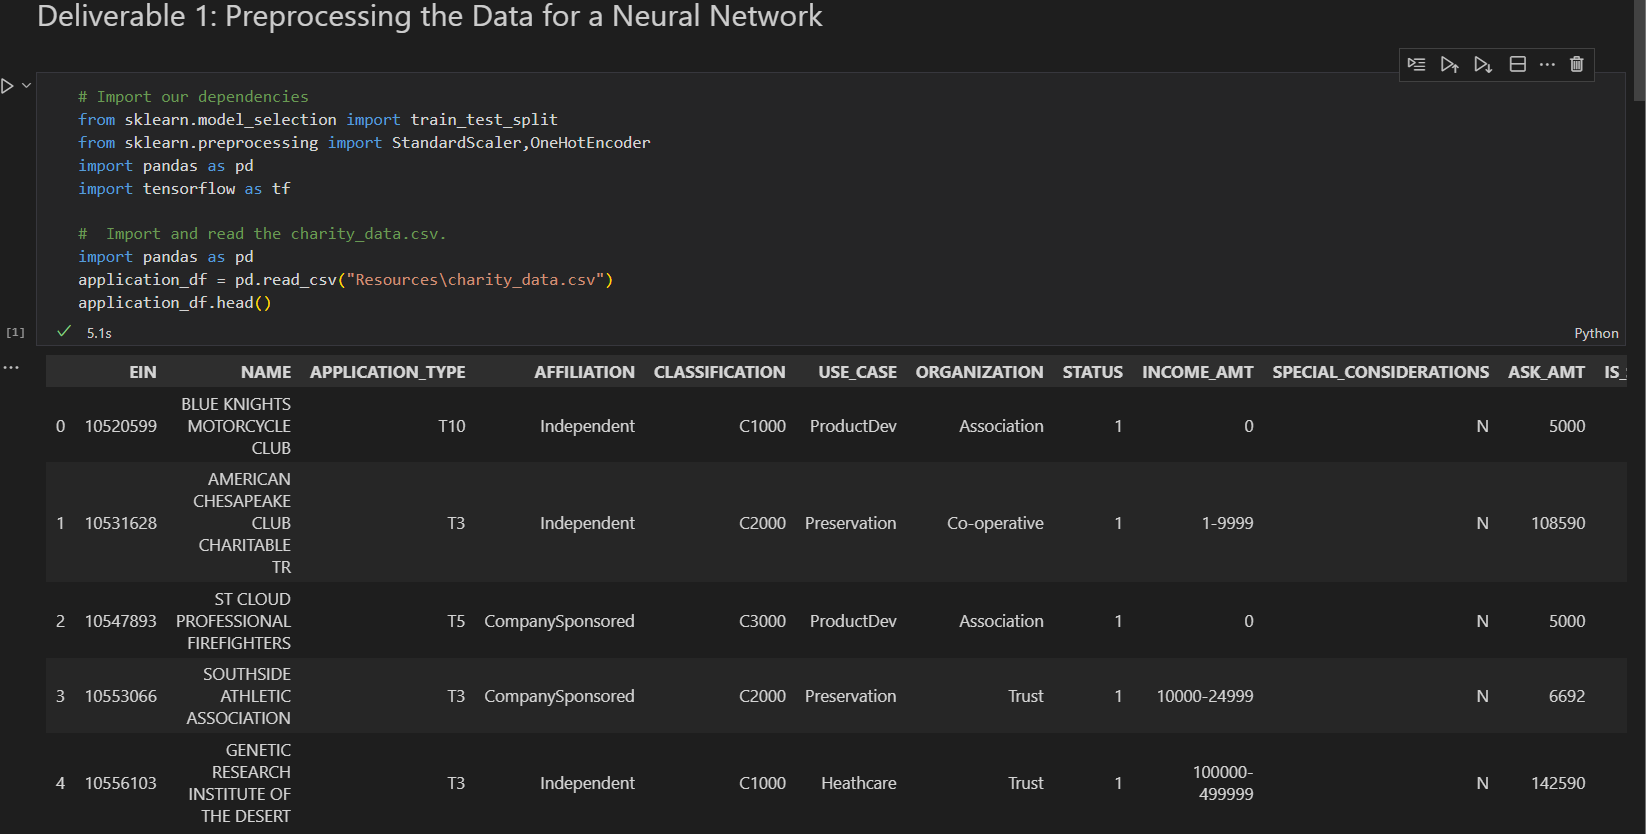 Deliverable 1: Preprocessing the Data for a Neural Network
# Import our dependencies
from sklearn.model_selection import train_test_split
from sklearn.preprocessing import StandardScaler,OneHotEncoder
import pandas as pd
import tensorflow as tf
#  Import and read the charity_data.csv.
import pandas as pd
application_df = pd.read_csv("Resources\charity_data.csv")
application_df.head()
[1] 5.1s Python
EIN NAME APPLICATION_TYPE AFFILIATION CLASSIFICATION USE_CASE ORGANIZATION STATUS INCOME_AMT SPECIAL_CONSIDERATIONS ASK_AMT
BLUE KNIGHTS
0 10520599 MOTORCYCLE T10 Independent C1000 ProductDev Association 1 0 N 5000
CLUB
AMERICAN
CHESAPEAKE
1 10531628 CLUB T3 Independent C2000 Preservation Co-operative 1 1-9999 N 108590
CHARITABLE
TR
ST CLOUD
2 10547893 PROFESSIONAL T5 CompanySponsored C3000 ProductDev Association 1 0 N 5000
FIREFIGHTERS
SOUTHSIDE
3 10553066 ATHLETIC T3 CompanySponsored C2000 Preservation Trust 1 10000-24999 N 6692
ASSOCIATION
GENETIC
RESEARCH 100000-
4 10556103 T3 Independent C1000 Heathcare Trust 1 N 142590
INSTITUTE OF 499999
THE DESERT